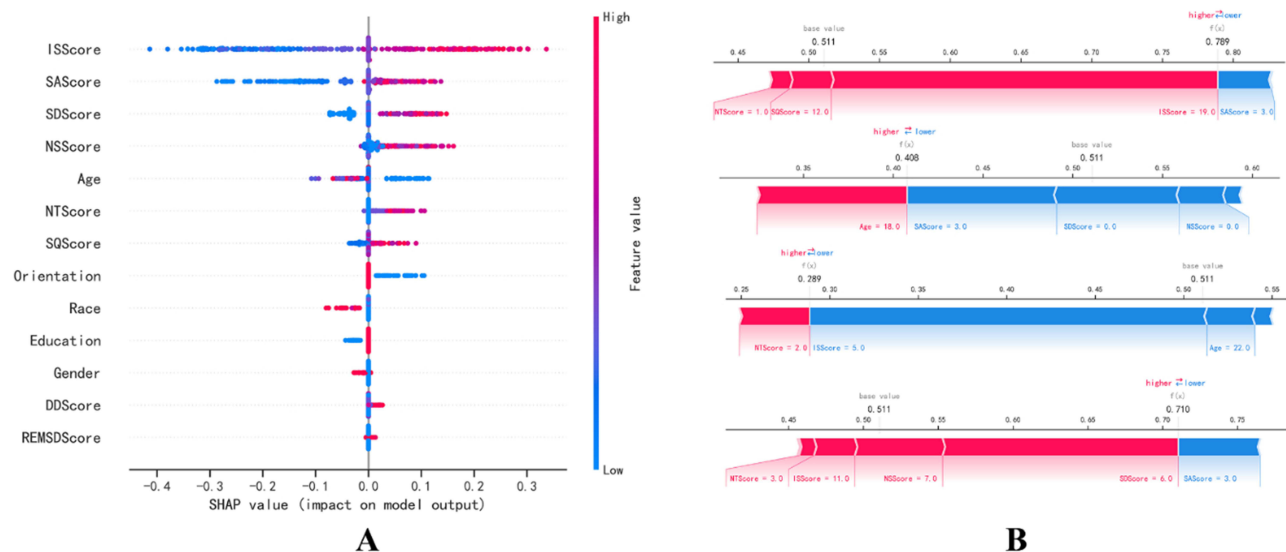 High
ISScore
SAScore
SDScore
NSScore
Age
NTScore
SQScore
Orientation
Race
Education
Gender
DDScore
REMSDScore
Feature value
Low
-0.4 -0.3 -0.2 -0.1 0.0 0.1 0.2 0.3
SHAP value (impact on model output)
A
higher lower
base value f(x)
0.511 0.789
0.45 0.50 0.55 0.60 0.65 0.70 0.75 0.80
NTScore = 1.0 SQScore = 12.0 ISScore = 19.0 SAScore = 3.0
higher lower
f(x) base value
0.408 0.511
0.35 0.40 0.45 0.50 0.55 0.60
Age = 18.0 SAScore = 3.0 SDScore = 0.0 NSScore = 0.0
higher lower
f(x) base value
0.289 0.511
0.25 0.30 0.35 0.40 0.45 0.50 0.55
NTScore = 2.0 ISScore = 5.0 Age = 22.0
higher lower
base value f(x)
0.511 0.710
0.45 0.50 0.55 0.60 0.65 0.70 0.75
NTScore = 3.0 ISScore = 11.0 NSScore = 7.0 SDScore = 6.0 SAScore = 3.0
B